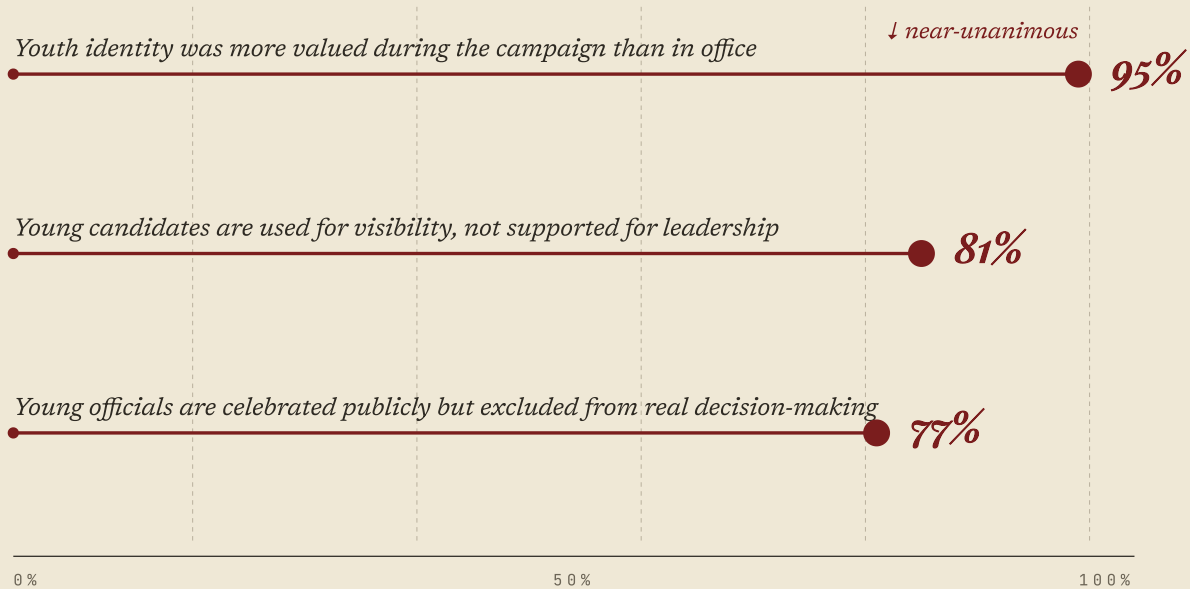 ↓ near-unanimous
Youth identity was more valued during the campaign than in office
95%
Young candidates are used for visibility, not supported for leadership
81%
Young officials are celebrated publicly but excluded from real decision-making
77%
0% 50% 100%